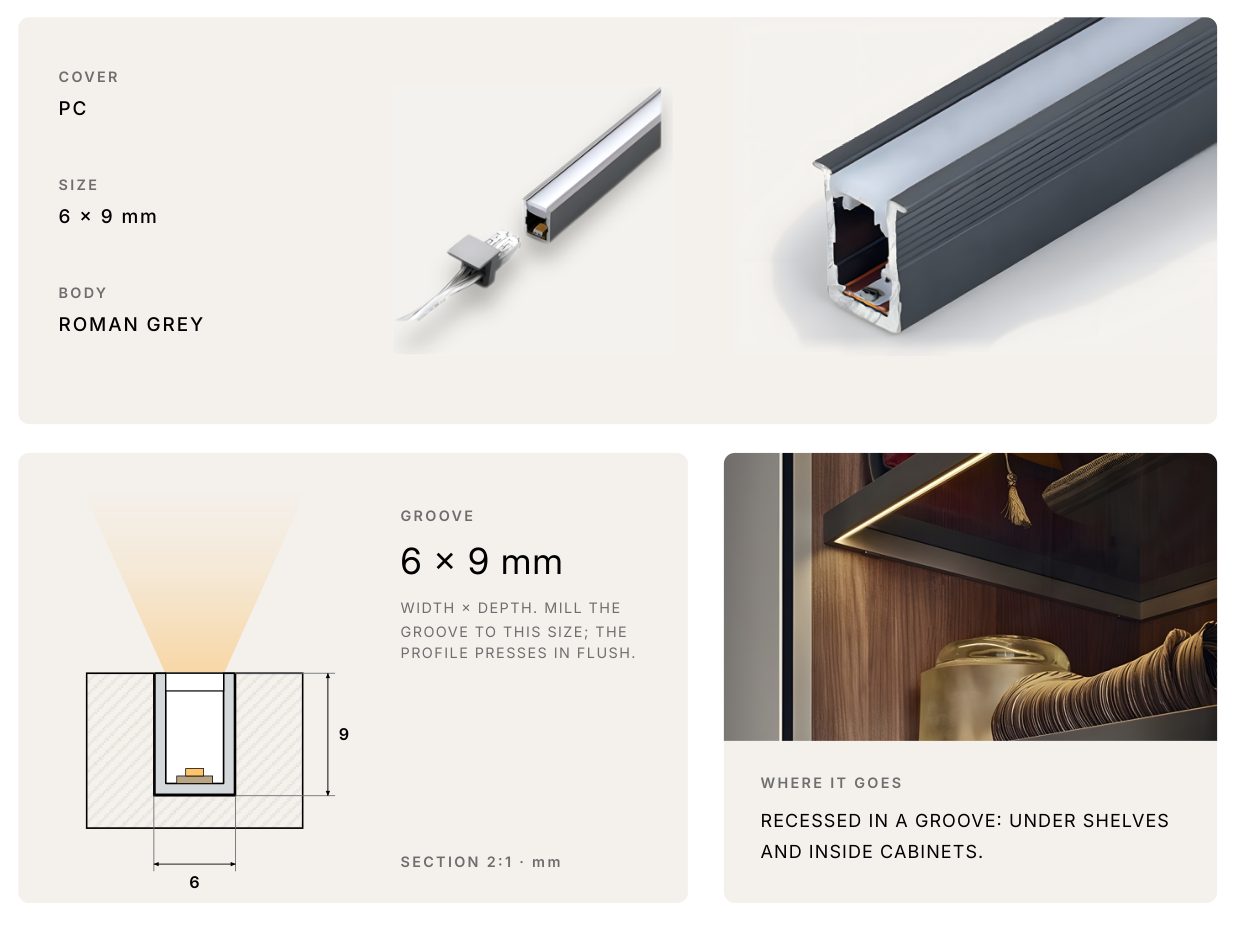 COVER
PC
SIZE
6 × 9 mm
BODY
ROMAN GREY
GROOVE
6 × 9 mm
WIDTH × DEPTH. MILL THE
GROOVE TO THIS SIZE; THE
PROFILE PRESSES IN FLUSH.
9
6
SECTION 2:1 · mm
WHERE IT GOES
RECESSED IN A GROOVE: UNDER SHELVES
AND INSIDE CABINETS.